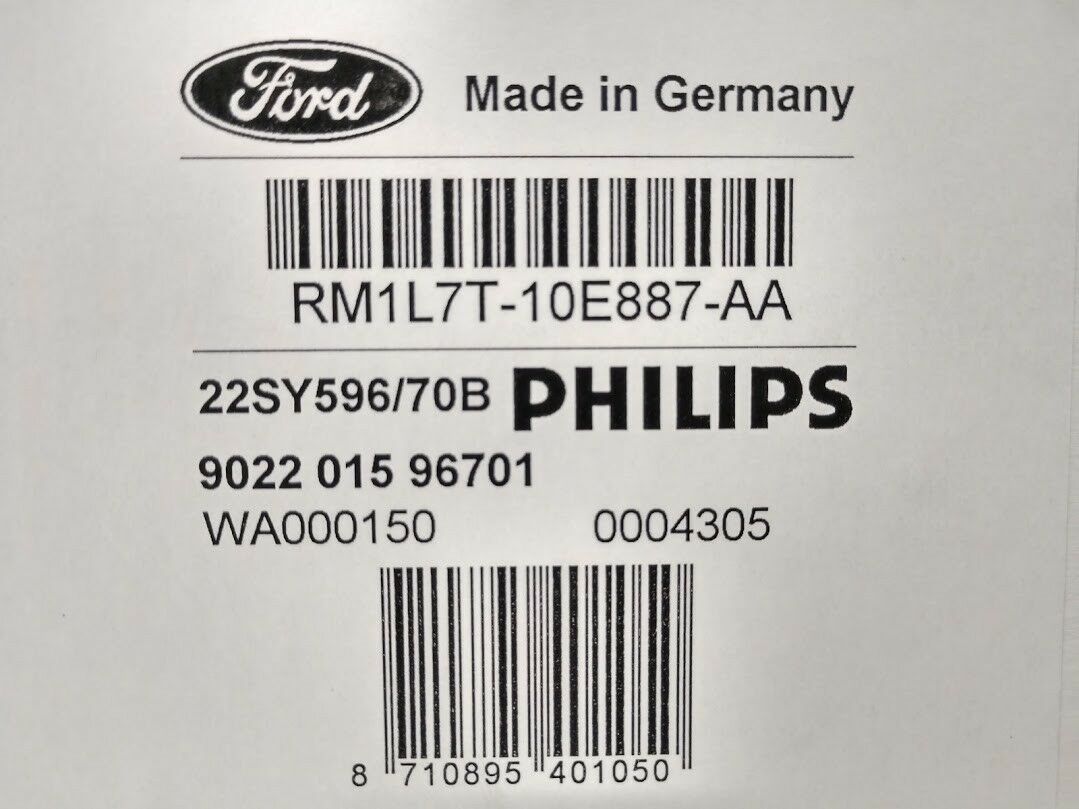 Ford Made in Germany
RM1L7T-10E887-AA
22SY596/70B PHILIPS
9022 015 96701
WA000150 0004305
8 710895 401050